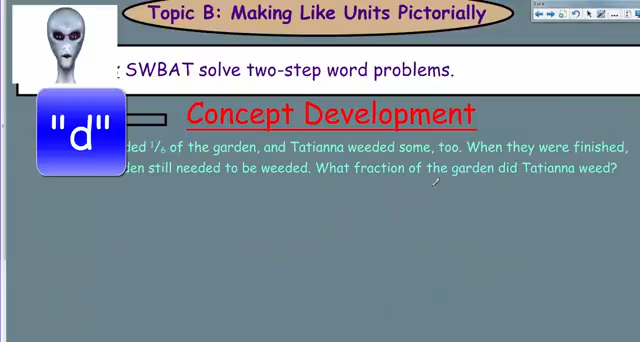 Topic B: Making Like Units Pictorially
SWBAT solve two-step word problems.
"d"
Concept Development
ded 1/6 of the garden, and Tatianna weeded some, too. When they were finished,
den still needed to be weeded. What fraction of the garden did Tatianna weed?